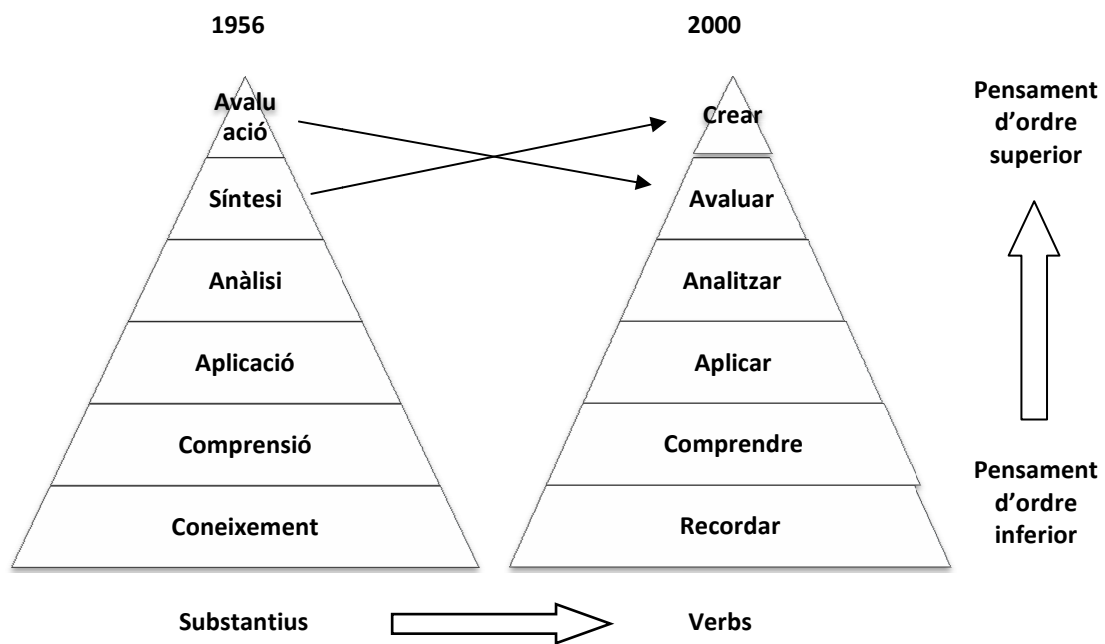 1956
2000
Avalu
ació
Síntesi
Anàlisi
Aplicació
Comprensió
Coneixement
Crear
Avaluar
Analitzar
Aplicar
Comprendre
Recordar
Pensament
d’ordre
superior
Pensament
d’ordre
inferior
Substantius
Verbs